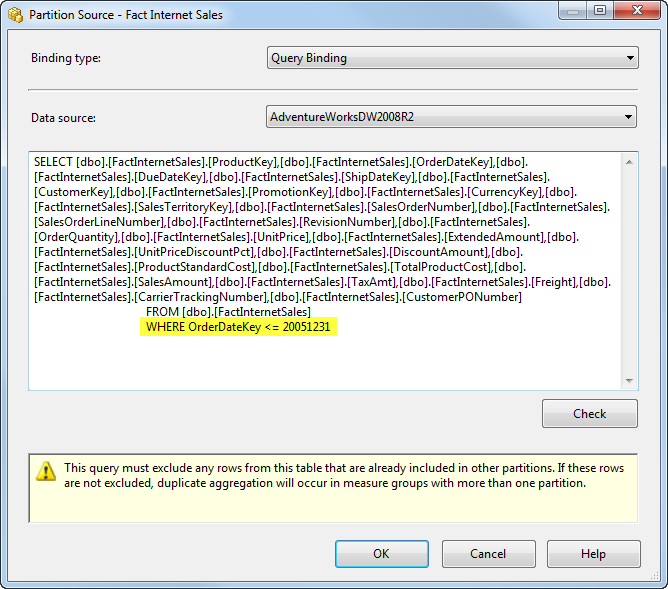 Partition Source - Fact Internet Sales
Binding type:
Query Binding
Data source:
AdventureWorksDW2008R2
SELECT [dbo].[FactInternetSales].[ProductKey],[dbo].[FactInternetSales].[OrderDateKey],[dbo].
[FactInternetSales].[DueDateKey],[dbo].[FactInternetSales].[ShipDateKey],[dbo].[FactInternetSales].
[CustomerKey],[dbo].[FactInternetSales].[PromotionKey],[dbo].[FactInternetSales].[CurrencyKey],[dbo].
[FactInternetSales].[SalesTerritoryKey],[dbo].[FactInternetSales].[SalesOrderNumber],[dbo].[FactInternetSales].
[SalesOrderLineNumber],[dbo].[FactInternetSales].[RevisionNumber],[dbo].[FactInternetSales].
[OrderQuantity],[dbo].[FactInternetSales].[UnitPrice],[dbo].[FactInternetSales].[ExtendedAmount],[dbo].
[FactInternetSales].[UnitPriceDiscountPct],[dbo].[FactInternetSales].[DiscountAmount],[dbo].
[FactInternetSales].[ProductStandardCost],[dbo].[FactInternetSales].[TotalProductCost],[dbo].
[FactInternetSales].[SalesAmount],[dbo].[FactInternetSales].[TaxAmt],[dbo].[FactInternetSales].[Freight],[dbo].
[FactInternetSales].[CarrierTrackingNumber],[dbo].[FactInternetSales].[CustomerPONumber]
FROM [dbo].[FactInternetSales]
WHERE OrderDateKey <= 20051231
Check
This query must exclude any rows from this table that are already included in other partitions. If these rows
are not excluded, duplicate aggregation will occur in measure groups with more than one partition.
OK
Cancel
Help